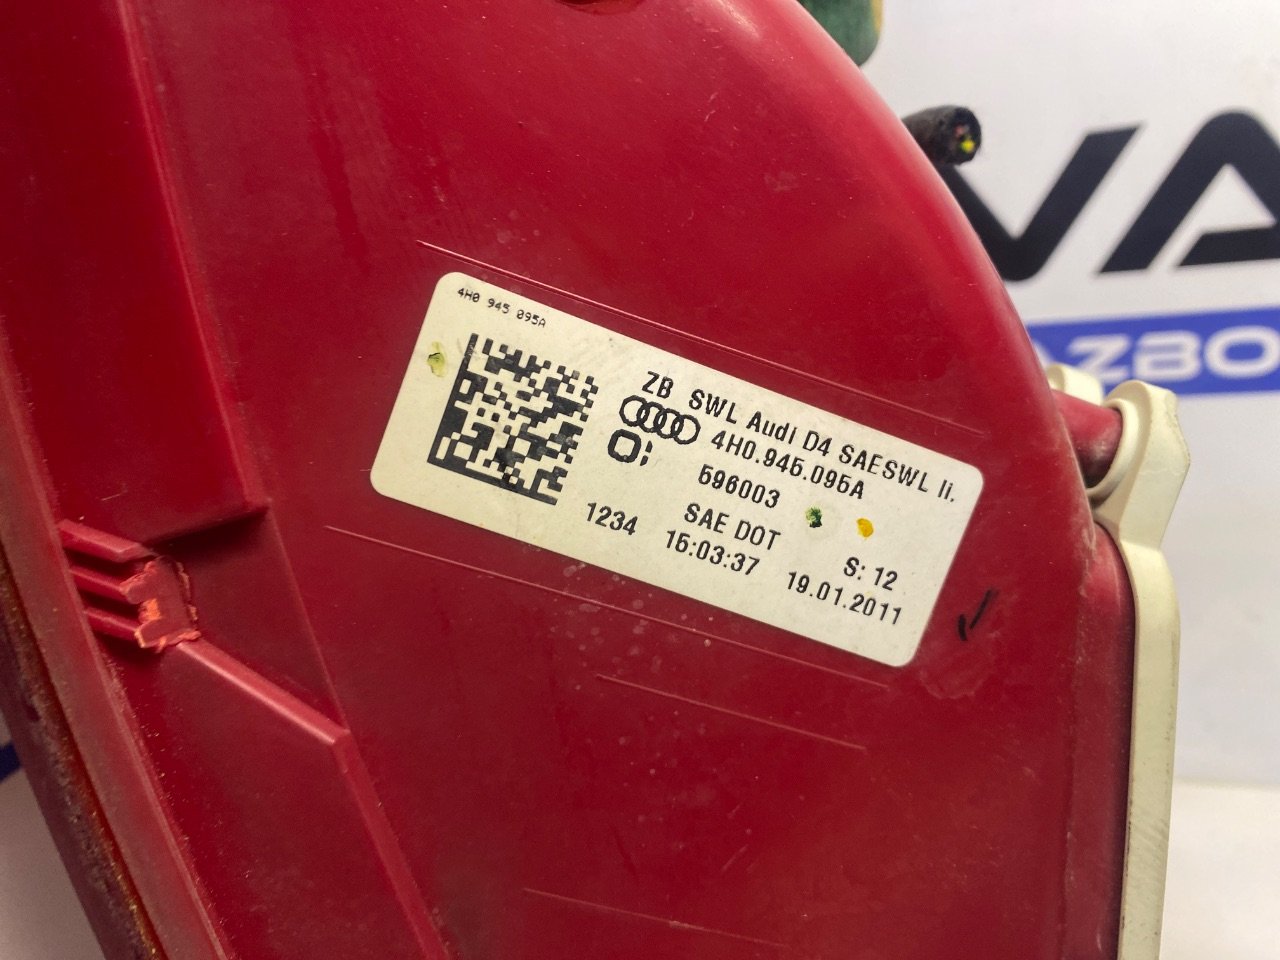 4H0 945 095A
ZB SWL Audi D4 SAESWL li.
4H0.945.095A
596003
SAE DOT
S: 12
1234 15:03:37 19.01.2011
VA
ZBO